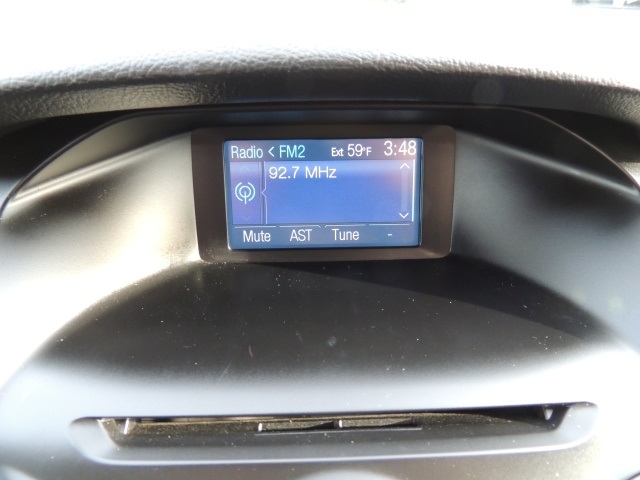 Radio < FM2 Ext 59°F 3:48
92.7 MHz
Mute AST Tune -